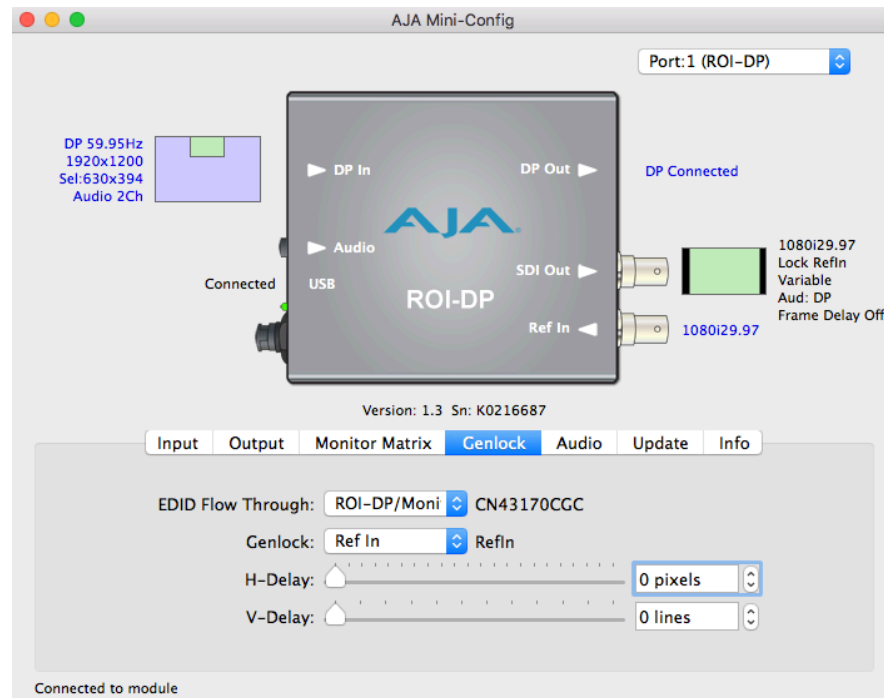 AJA Mini-Config
Port:1 (ROI-DP)
DP 59.95Hz
1920x1200
Sel:630x394
Audio 2Ch
DP In
DP Out
DP Connected
AJA
Audio
Connected
USB
SDI Out
ROI-DP
Ref In
1080i29.97
1080i29.97
Lock RefIn
Variable
Aud: DP
Frame Delay Off
Version: 1.3 Sn: K0216687
Input Output Monitor Matrix Genlock Audio Update Info
EDID Flow Through: ROI-DP/Moni CN43170CGC
Genlock: Ref In RefIn
H-Delay: 0 pixels
V-Delay: 0 lines
Connected to module